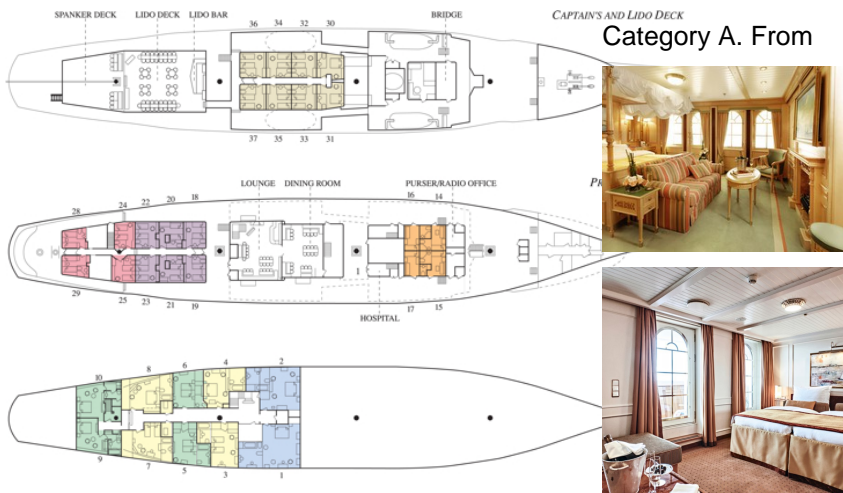 SPANKER DECK LIDO DECK LIDO BAR BRIDGE CAPTAIN'S AND LIDO DECK
Category A. From
36 34 32 30
37 35 33 31
LOUNGE DINING ROOM PURSER/RADIO OFFICE
28 24 22 20 18 16 14
1
29 25 23 21 19 17 15
HOSPITAL
10 8 6 4 2
9 7 5 3 1